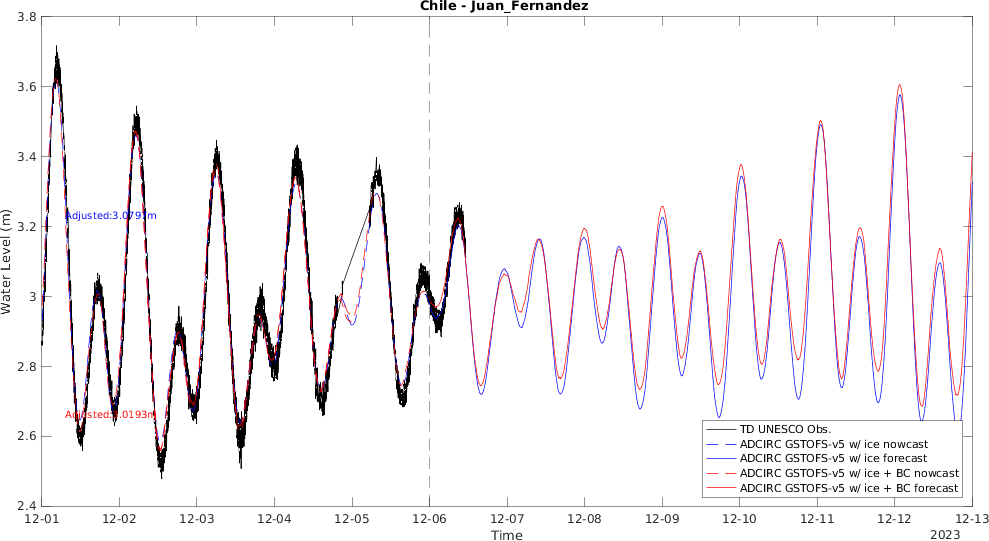 Chile - Juan_Fernandez
3.8
3.6
3.4
3.2
3
2.8
2.6
2.4
Water Level (m)
Adjusted:3.0797m
Adjusted:3.0193m
TD UNESCO Obs.
ADCIRC GSTOFS-v5 w/ ice nowcast
ADCIRC GSTOFS-v5 w/ ice forecast
ADCIRC GSTOFS-v5 w/ ice + BC nowcast
ADCIRC GSTOFS-v5 w/ ice + BC forecast
12-01 12-02 12-03 12-04 12-05 12-06 12-07 12-08 12-09 12-10 12-11 12-12 12-13
Time
2023